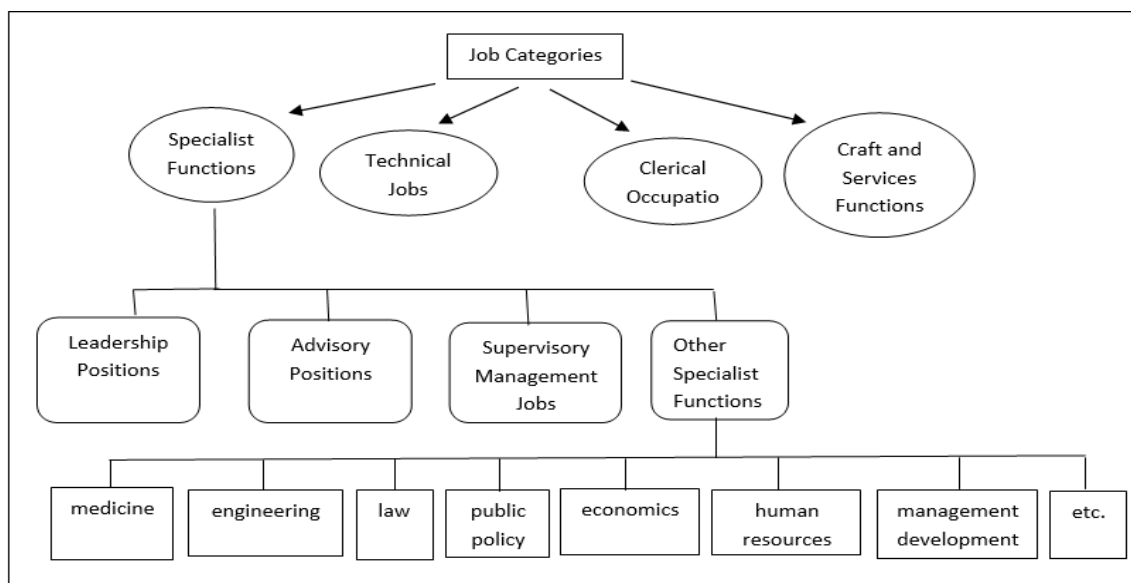 Job Categories
Specialist
Functions
Technical
Jobs
Clerical
Occupatio
Craft and
Services
Functions
Leadership
Positions
Advisory
Positions
Supervisory
Management
Jobs
Other
Specialist
Functions
medicine
engineering
law
public
policy
economics
human
resources
management
development
etc.